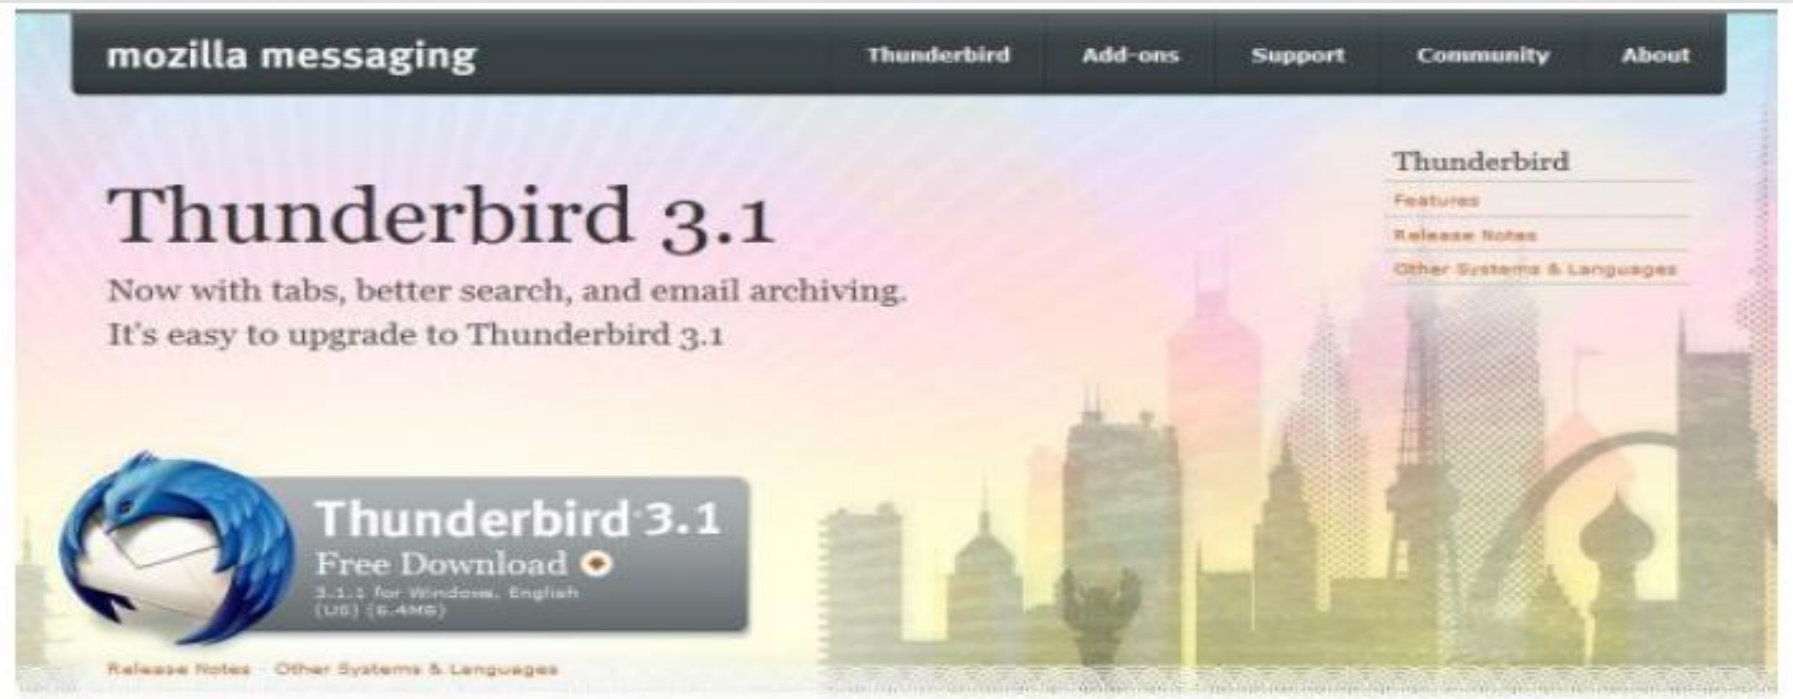 mozilla messaging
Thunderbird Add-ons Support Community About
Thunderbird 3.1
Now with tabs, better search, and email archiving.
It's easy to upgrade to Thunderbird 3.1
Thunderbird
Features
Release Notes
Other Systems & Languages
Thunderbird 3.1
Free Download
3.1.1 for Windows, English
(US) (6.4MB)
Release Notes Other Systems & Languages